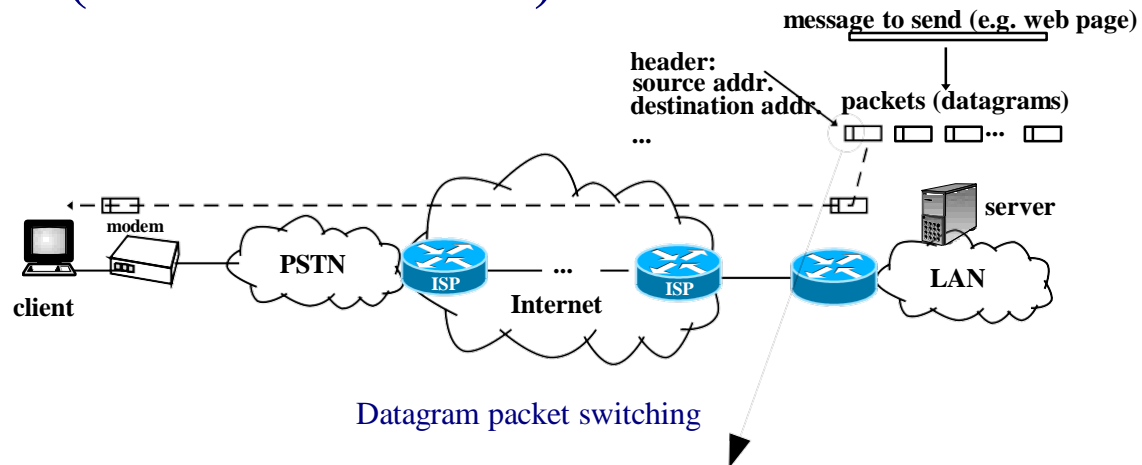 message to send (e.g. web page)
header:
source addr.
destination addr.
...
packets (datagrams)
...
modem
server
PSTN
ISP
...
ISP
LAN
client
Internet
Datagram packet switching